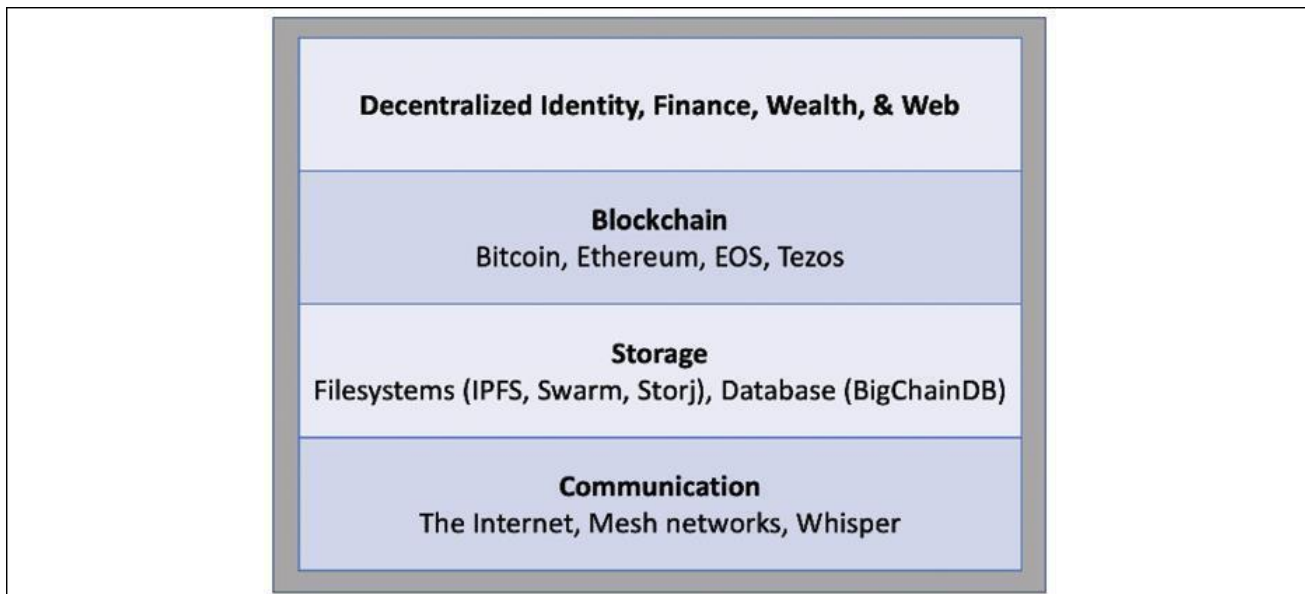 Decentralized Identity, Finance, Wealth, & Web
Blockchain
Bitcoin, Ethereum, EOS, Tezos
Storage
Filesystems (IPFS, Swarm, Storj), Database (BigChainDB)
Communication
The Internet, Mesh networks, Whisper